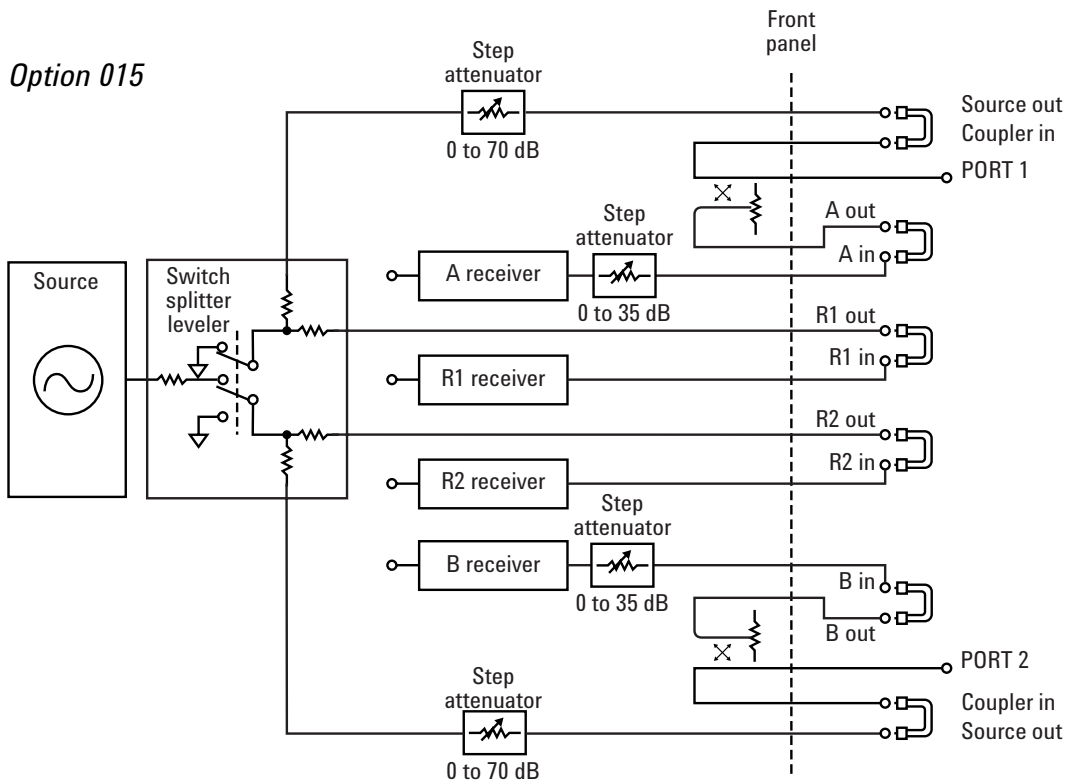 Option 015
Front
panel
Step
attenuator
0 to 70 dB
Source out
Coupler in
PORT 1
A out
A in
Step
attenuator
0 to 35 dB
A receiver
Source
Switch
splitter
leveler
R1 out
R1 in
R1 receiver
R2 out
R2 in
R2 receiver
Step
attenuator
0 to 35 dB
B receiver
B in
B out
PORT 2
Coupler in
Source out
Step
attenuator
0 to 70 dB